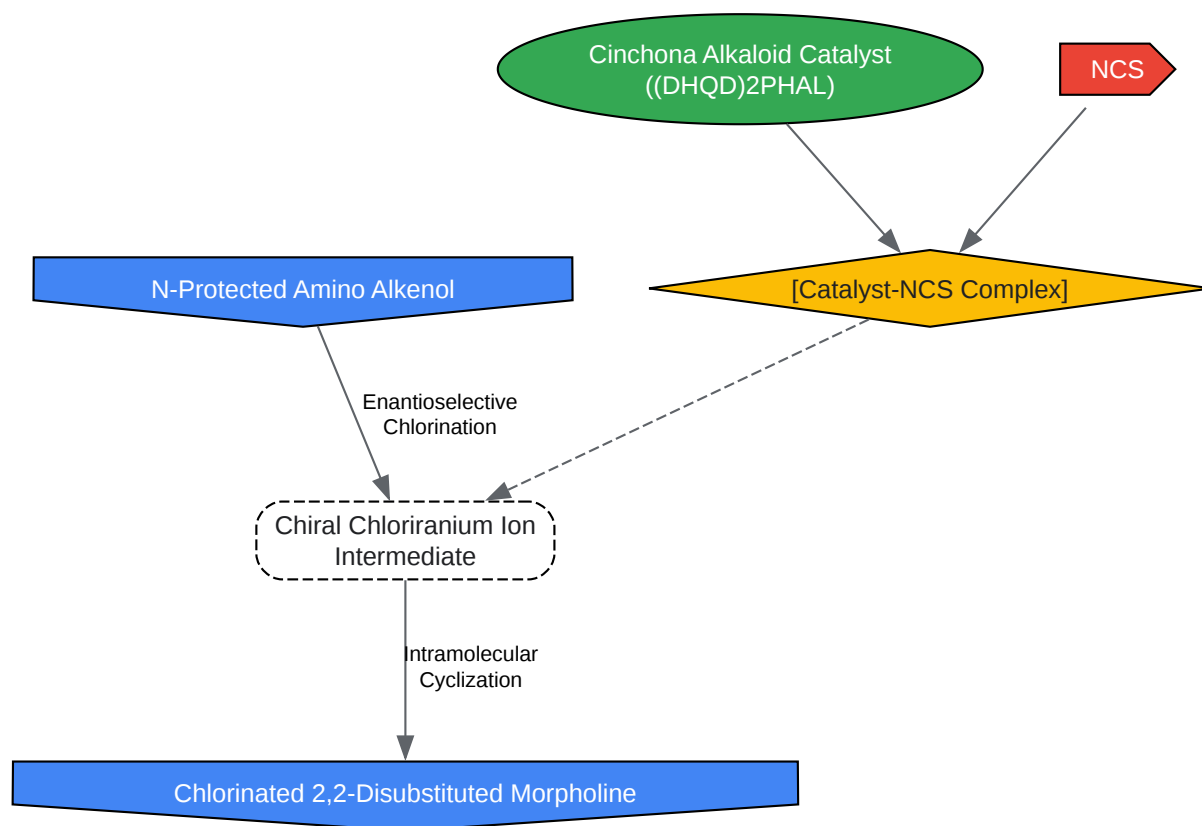 Cinchona Alkaloid Catalyst
((DHQD)2PHAL)
NCS
N-Protected Amino Alkenol
[Catalyst-NCS Complex]
Enantioselective
Chlorination
Chiral Chloriranium Ion
Intermediate
Intramolecular
Cyclization
Chlorinated 2,2-Disubstituted Morpholine